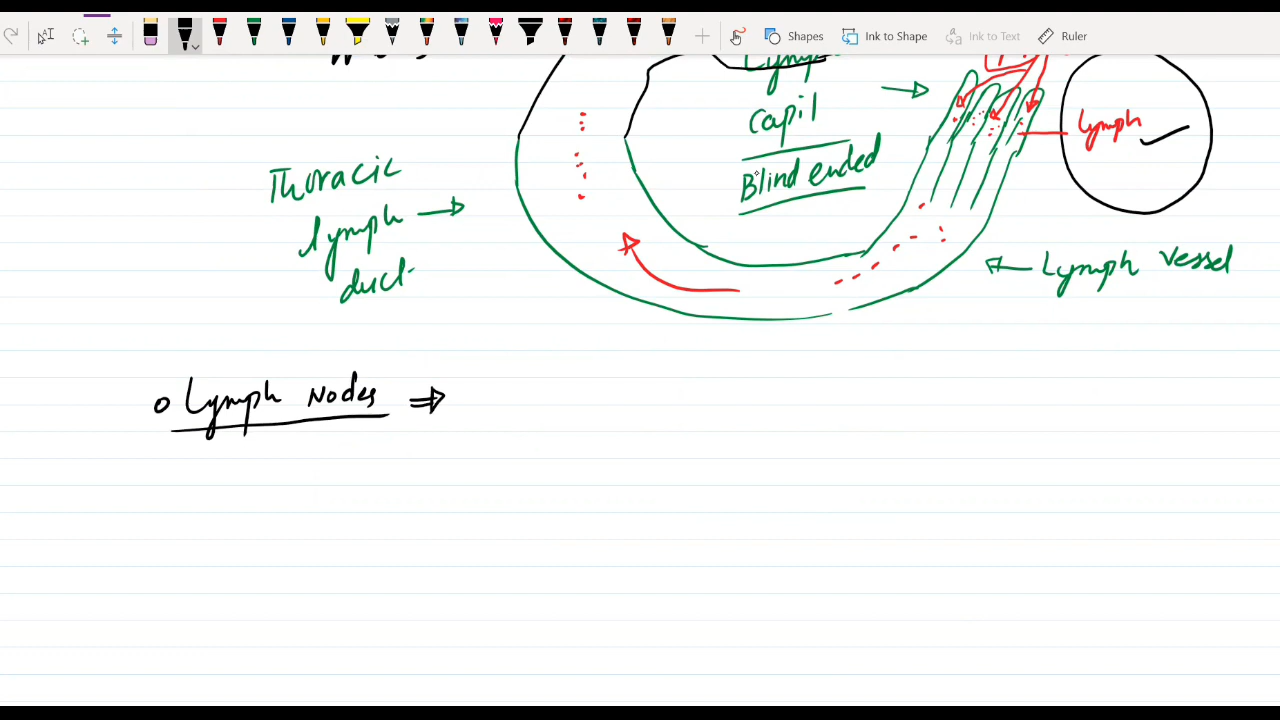 Shapes
Ink to Shape
Ink to Text
Ruler
Lymph
Capil
Blind ended
Lymph
Thoracic
lymph
duct
Lymph Vessel
Lymph Nodes